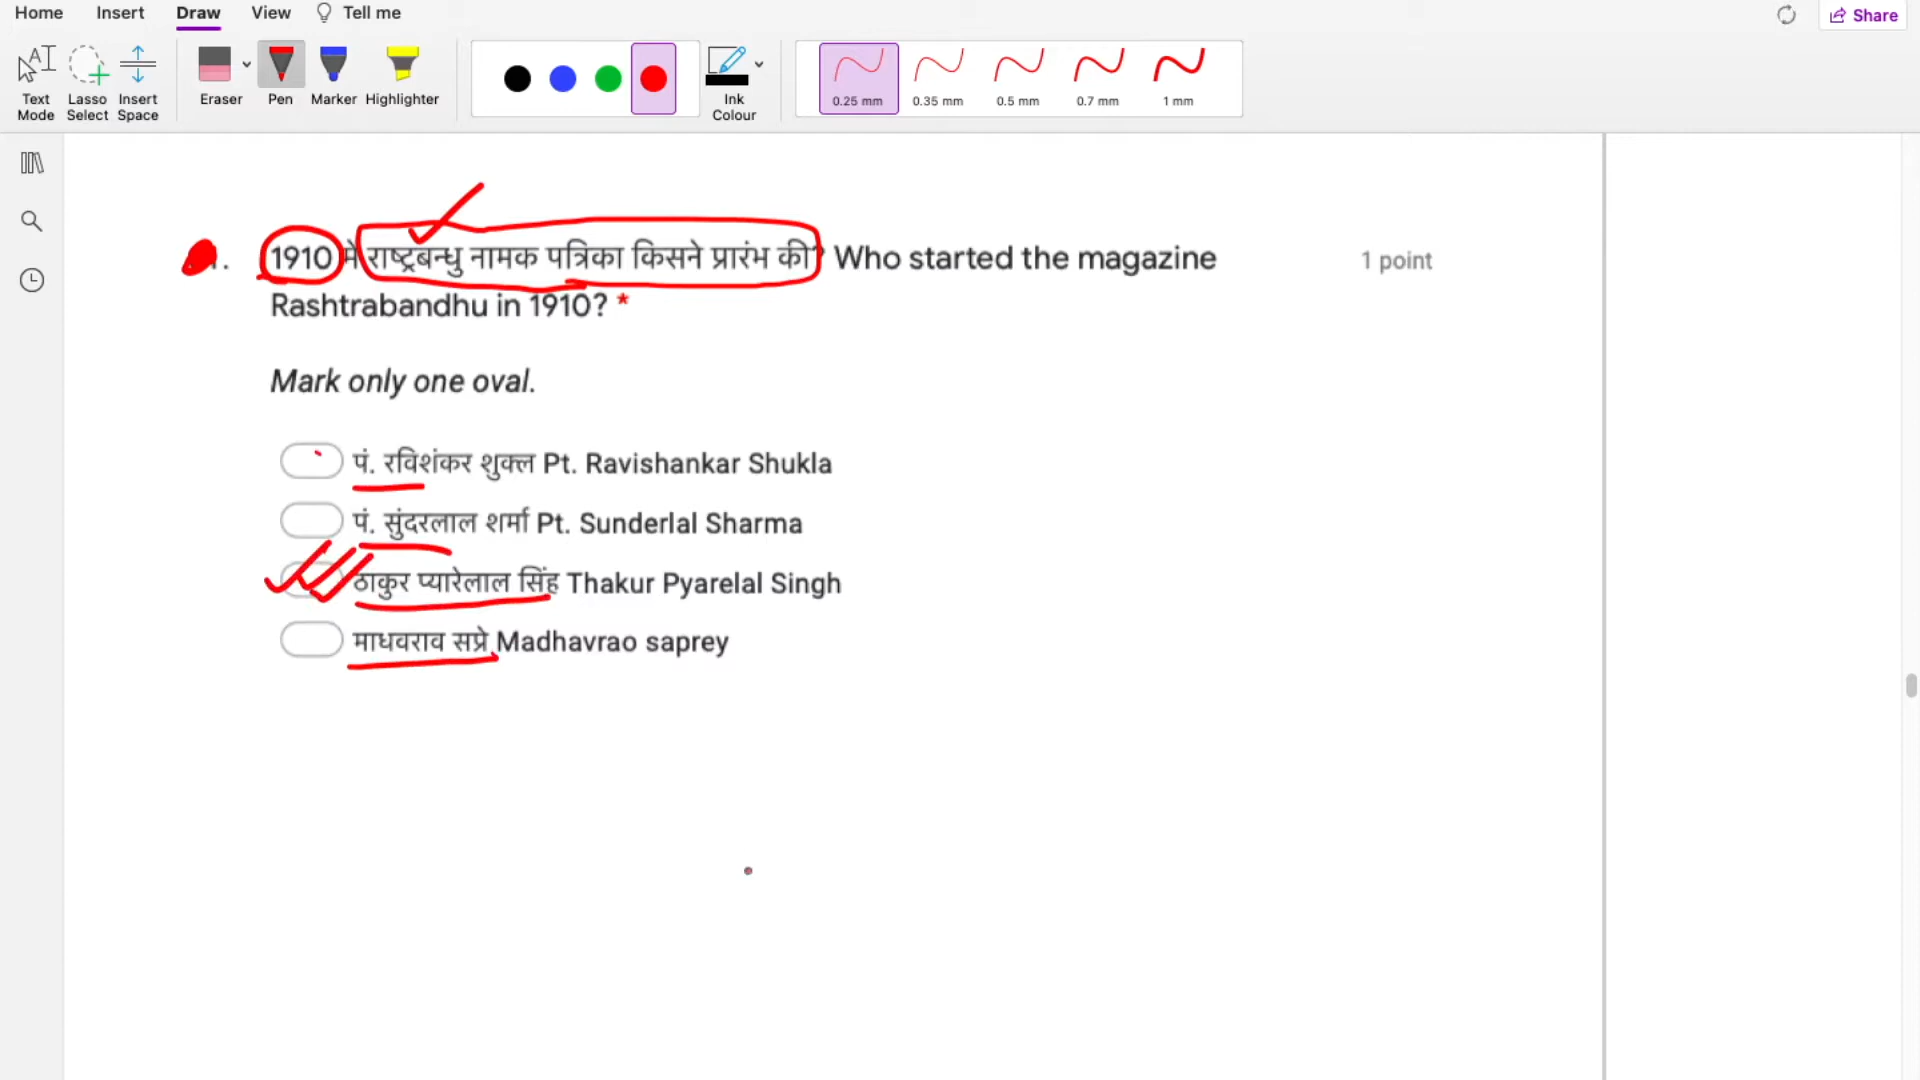 Home Insert Draw View Tell me
Share
Text Mode
Lasso Select
Insert Space
Eraser
Pen
Marker
Highlighter
Ink Colour
0.25 mm
0.35 mm
0.5 mm
0.7 mm
1 mm
1910 में राष्ट्रबन्धु नामक पत्रिका किसने प्रारंभ की? Who started the magazine
1 point
Rashtrabandhu in 1910? *
Mark only one oval.
पं. रविशंकर शुक्ल Pt. Ravishankar Shukla
पं. सुंदरलाल शर्मा Pt. Sunderlal Sharma
ठाकुर प्यारेलाल सिंह Thakur Pyarelal Singh
माधवराव सप्रे Madhavrao saprey